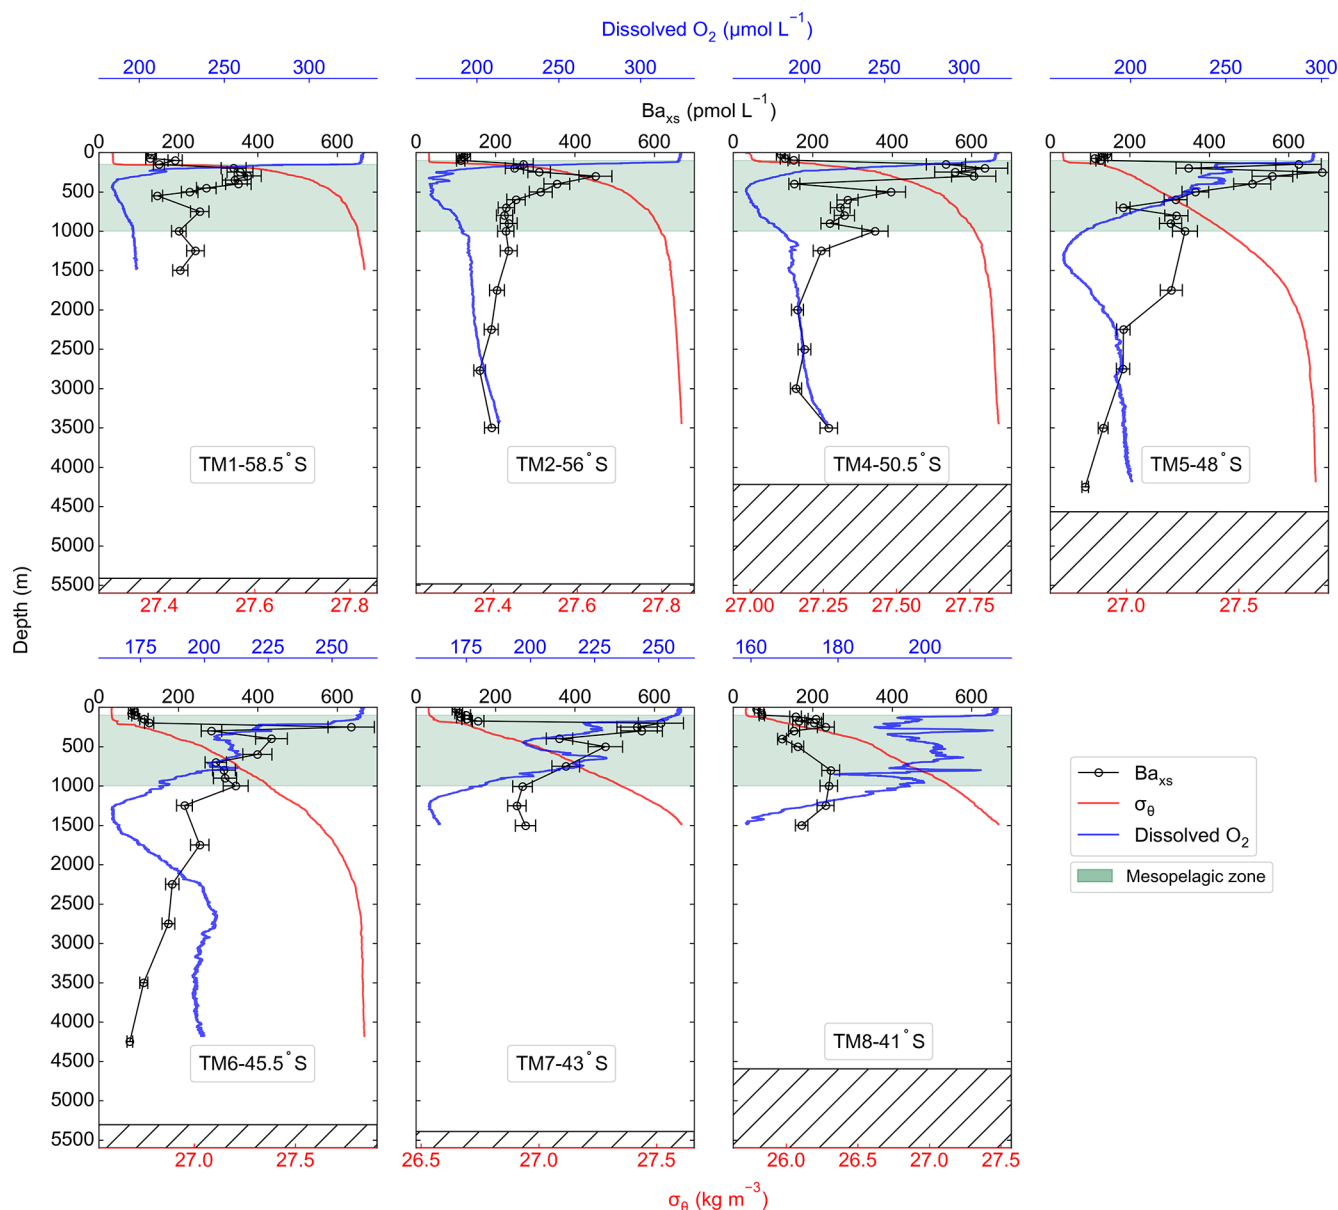 Dissolved O₂ (µmol L⁻¹)
200 250 300
200 250 300
200 250 300
200 250 300
Ba_xs (pmol L⁻¹)
0 200 400 600
0 200 400 600
0 200 400 600
0 200 400 600
0
500
1000
1500
2000
2500
3000
3500
4000
4500
5000
5500
TM1-58.5°S
TM2-56°S
TM4-50.5°S
TM5-48°S
27.4 27.6 27.8
27.4 27.6 27.8
27.00 27.25 27.50 27.75
27.0 27.5
Depth (m)
175 200 225 250
175 200 225 250
160 180 200
0 200 400 600
0 200 400 600
0 200 400 600
0
500
1000
1500
2000
2500
3000
3500
4000
4500
5000
5500
TM6-45.5°S
TM7-43°S
TM8-41°S
27.0 27.5
26.5 27.0 27.5
26.0 26.5 27.0 27.5
σ_θ (kg m⁻³)
Ba_xs
σ_θ
Dissolved O₂
Mesopelagic zone